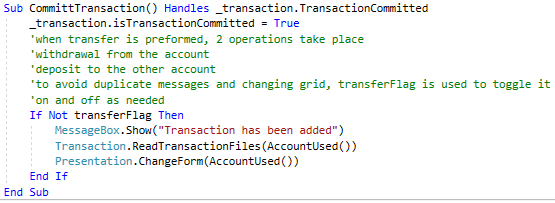 Sub CommittTransaction() Handles _transaction.TransactionCommitted
_transaction.isTransactionCommitted = True
'when transfer is preformed, 2 operations take place
'withdrawal from the account
'deposit to the other account
'to avoid duplicate messages and changing grid, transferFlag is used to toggle it
'on and off as needed
If Not transferFlag Then
MessageBox.Show("Transaction has been added")
Transaction.ReadTransactionFiles(AccountUsed())
Presentation.ChangeForm(AccountUsed())
End If
End Sub